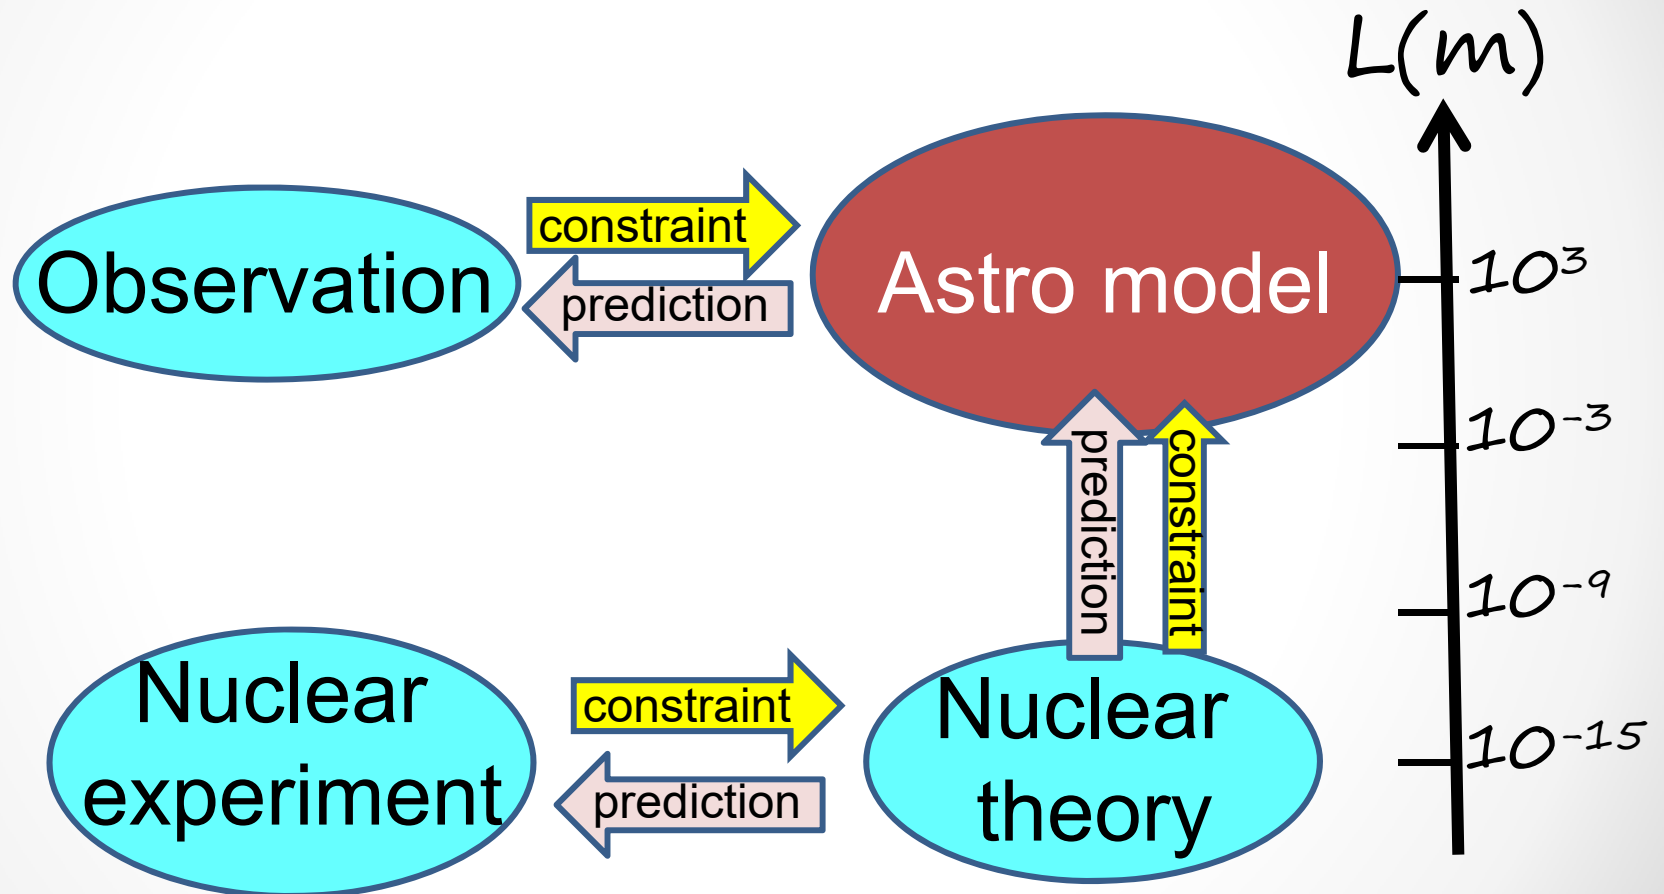 L(m)
constraint
Observation
prediction
Astro model
10³
10⁻³
prediction
constraint
10⁻⁹
Nuclear
experiment
constraint
prediction
Nuclear
theory
10⁻¹⁵